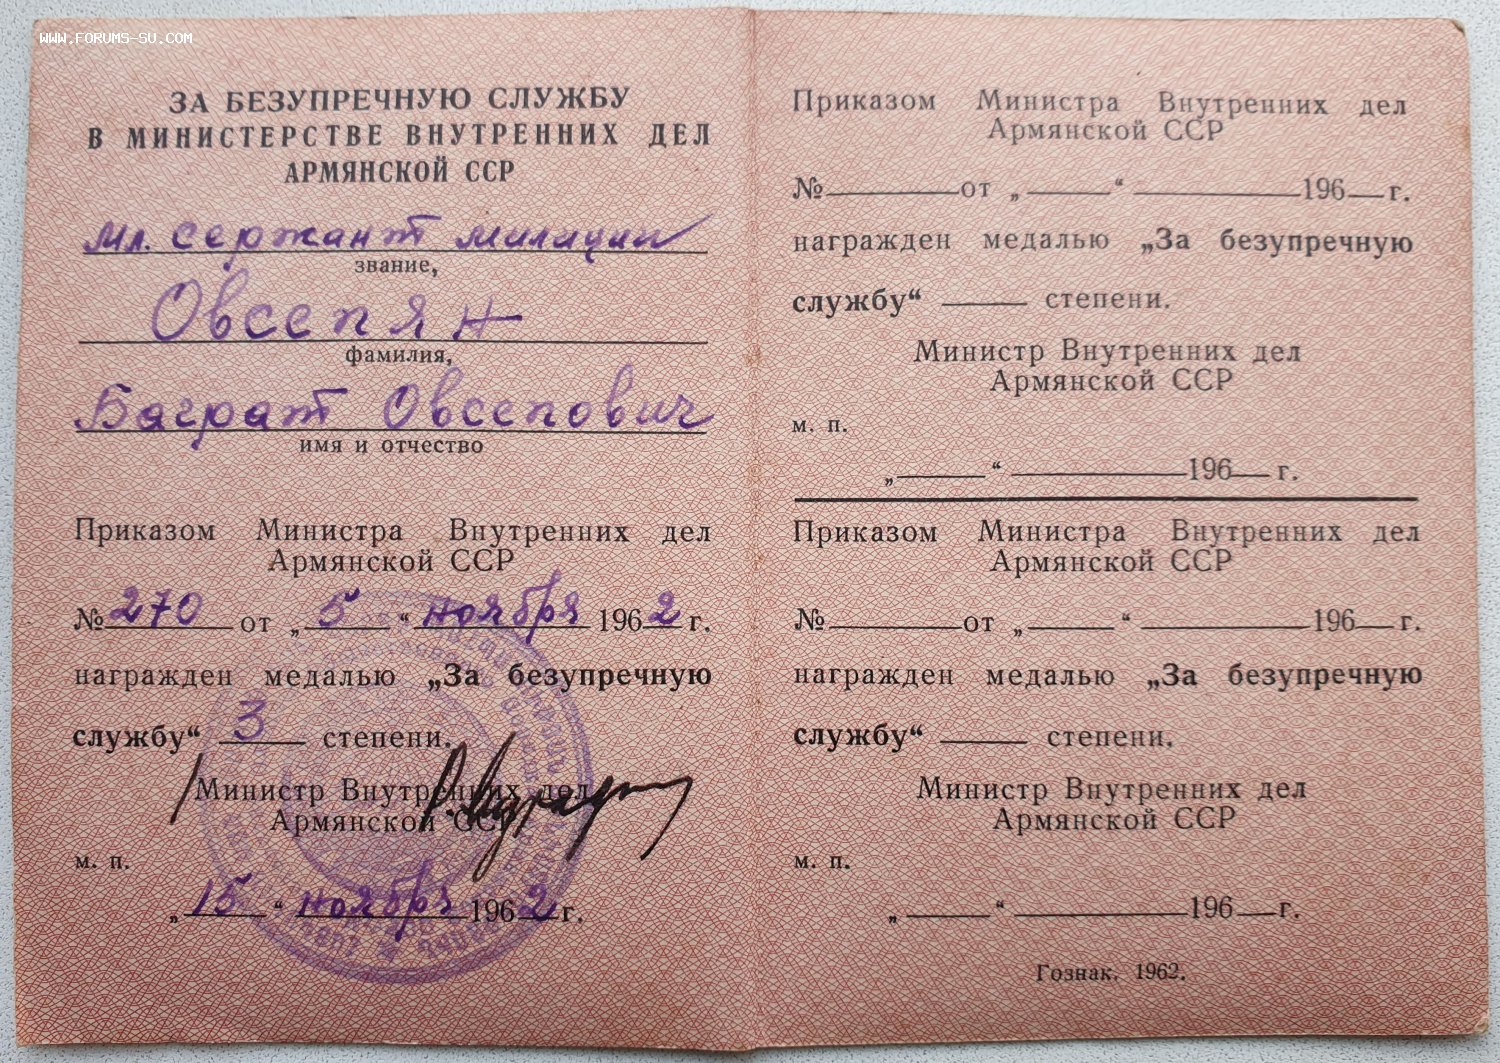 WWW.FORUMS-SU.COM
ЗА БЕЗУПРЕЧНУЮ СЛУЖБУ
В МИНИСТЕРСТВЕ ВНУТРЕННИХ ДЕЛ
АРМЯНСКОЙ ССР
Мл. сержант милиции
звание,
Овсепян
фамилия,
Баграт Овсепович
имя и отчество
Приказом Министра Внутренних дел
Армянской ССР
№ 270 от „ 5 “ ноября 1962 г.
награжден медалью „За безупречную
службу“ 3 степени.
Министр Внутренних дел
Армянской ССР
м. п.
„ 15 “ ноября 1962 г.
Приказом Министра Внутренних дел
Армянской ССР
№ от „ “ 196 г.
награжден медалью „За безупречную
службу“ степени.
Министр Внутренних дел
Армянской ССР
м. п.
„ “ 196 г.
Приказом Министра Внутренних дел
Армянской ССР
№ от „ “ 196 г.
награжден медалью „За безупречную
службу“ степени.
Министр Внутренних дел
Армянской ССР
м. п.
„ “ 196 г.
Гознак. 1962.